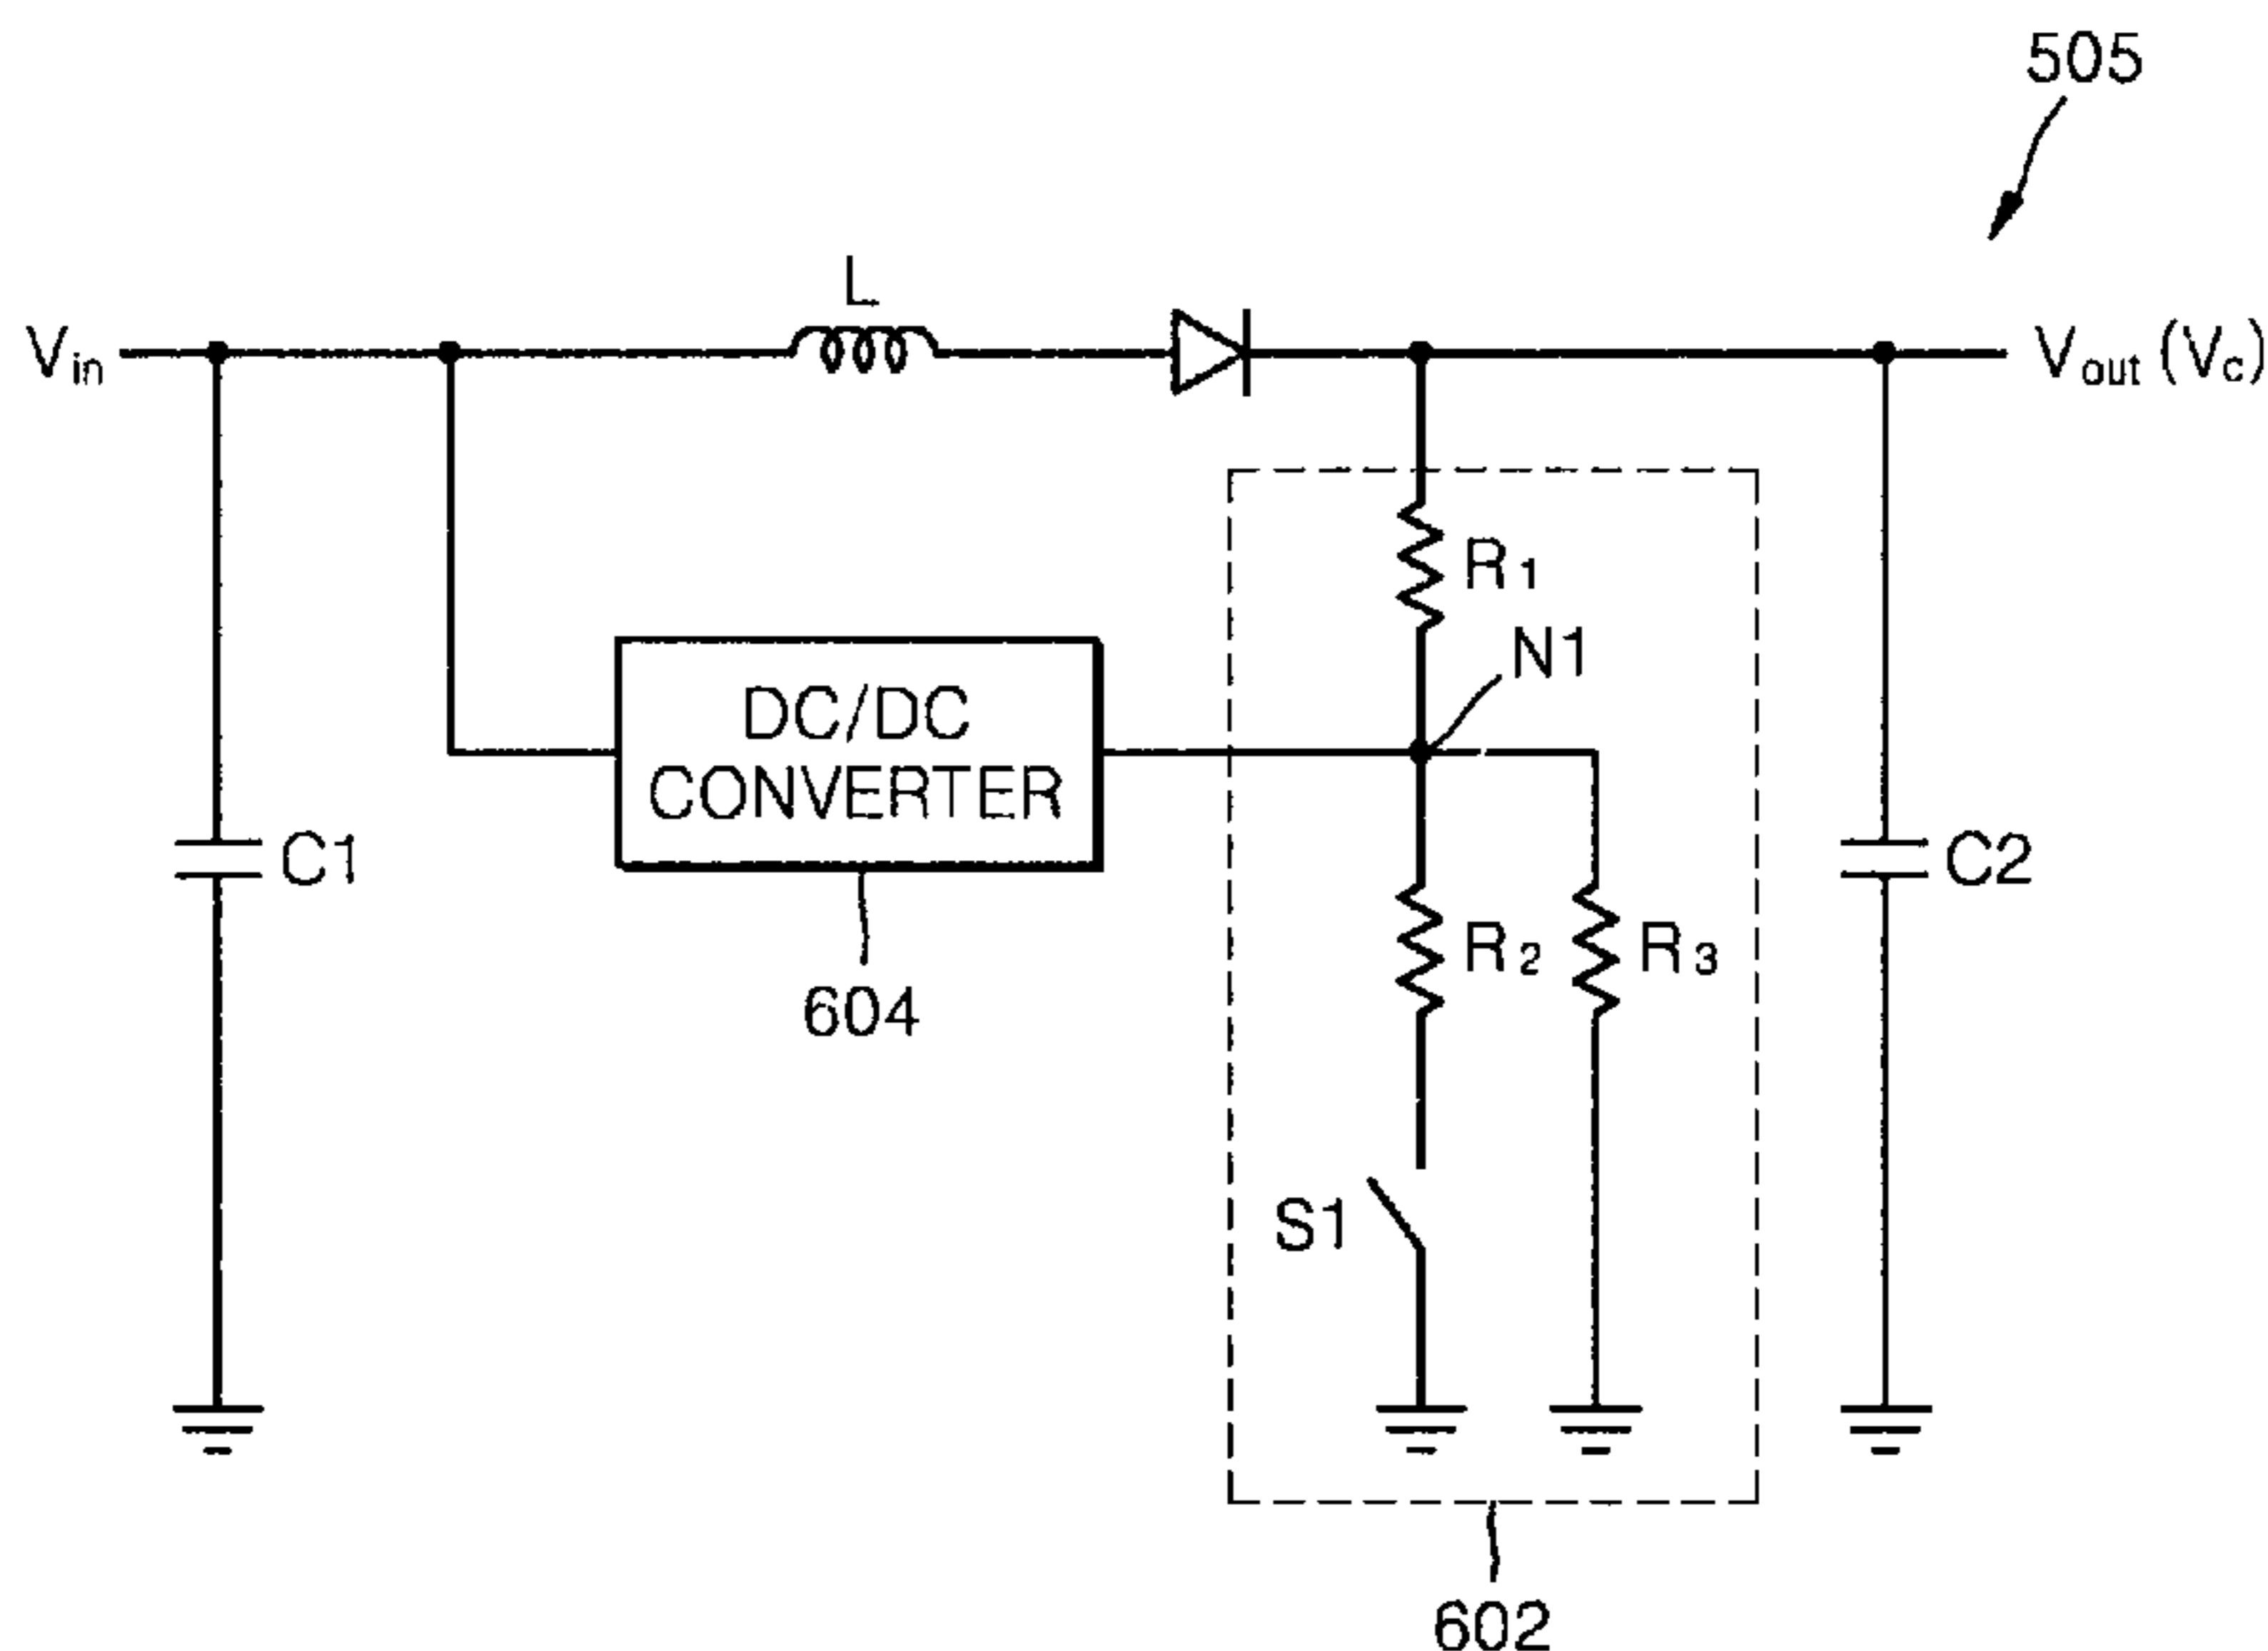 505
L
Vin
Vout (Vc)
R1
N1
DC/DC
CONVERTER
C1
C2
R2
R3
604
S1
602